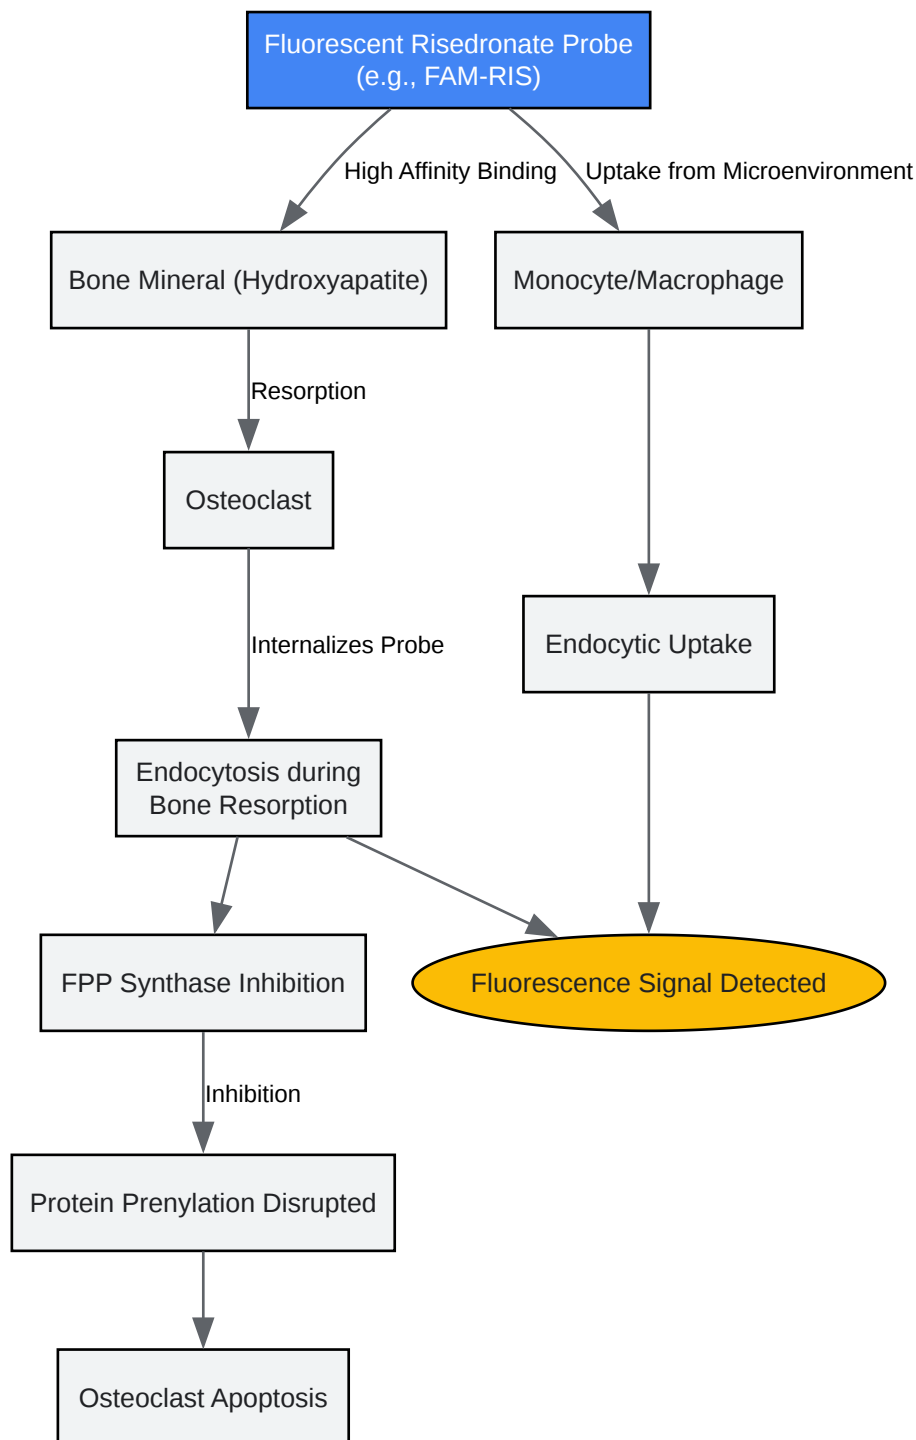 Fluorescent Risedronate Probe
(e.g., FAM-RIS)
High Affinity Binding
Uptake from Microenvironment
Bone Mineral (Hydroxyapatite)
Monocyte/Macrophage
Resorption
Osteoclast
Internalizes Probe
Endocytic Uptake
Endocytosis during
Bone Resorption
FPP Synthase Inhibition
Fluorescence Signal Detected
Inhibition
Protein Prenylation Disrupted
Osteoclast Apoptosis